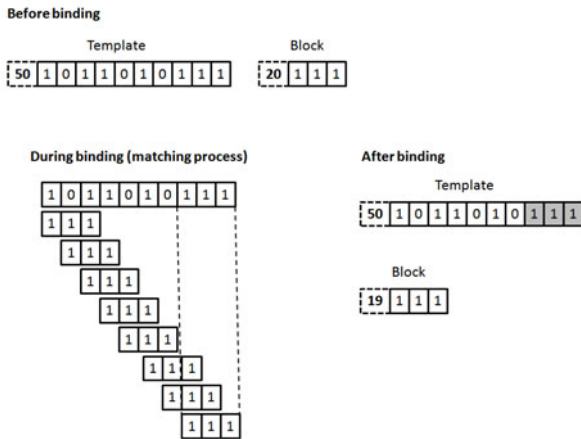 Before binding
Template Block
50 1 0 1 1 0 1 0 1 1 1 20 1 1 1
During binding (matching process)
1 0 1 1 0 1 0 1 1 1
1 1 1
1 1 1
1 1 1
1 1 1
1 1 1
1 1 1
1 1 1
1 1 1
After binding
Template
50 1 0 1 1 0 1 0 1 1 1
Block
19 1 1 1